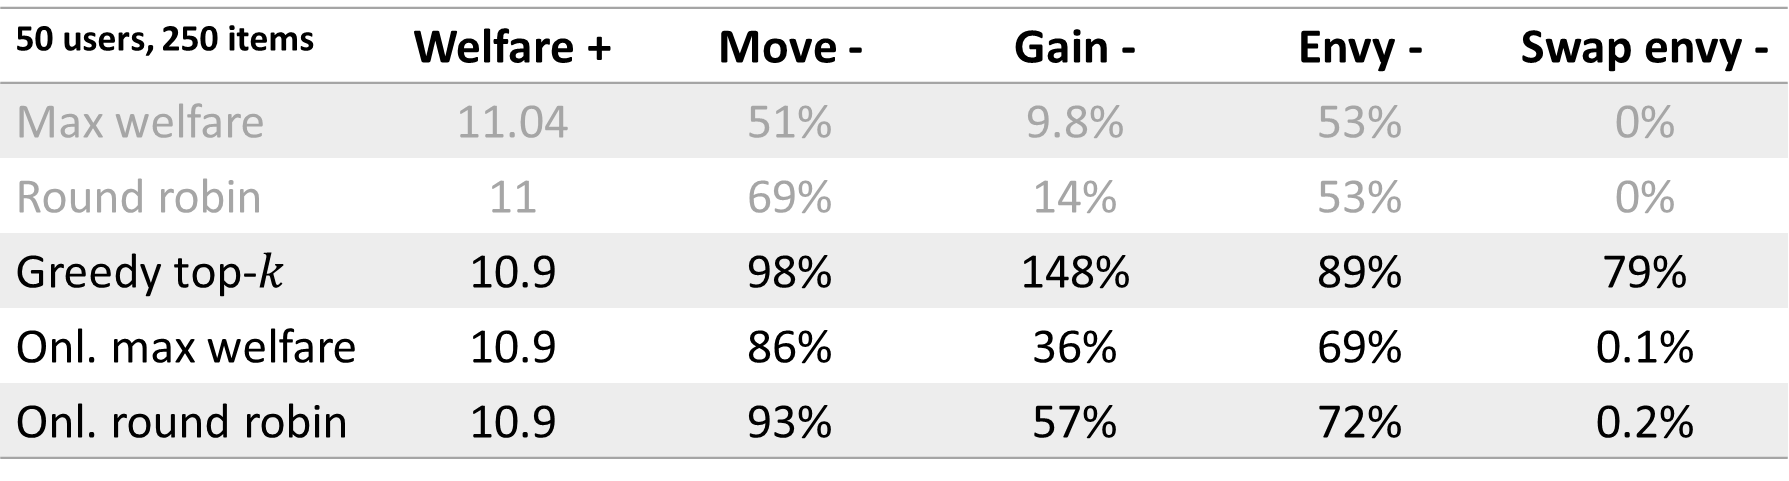 50 users, 250 items Welfare + Move - Gain - Envy - Swap envy -
Max welfare 11.04 51% 9.8% 53% 0%
Round robin 11 69% 14% 53% 0%
Greedy top-k 10.9 98% 148% 89% 79%
Onl. max welfare 10.9 86% 36% 69% 0.1%
Onl. round robin 10.9 93% 57% 72% 0.2%